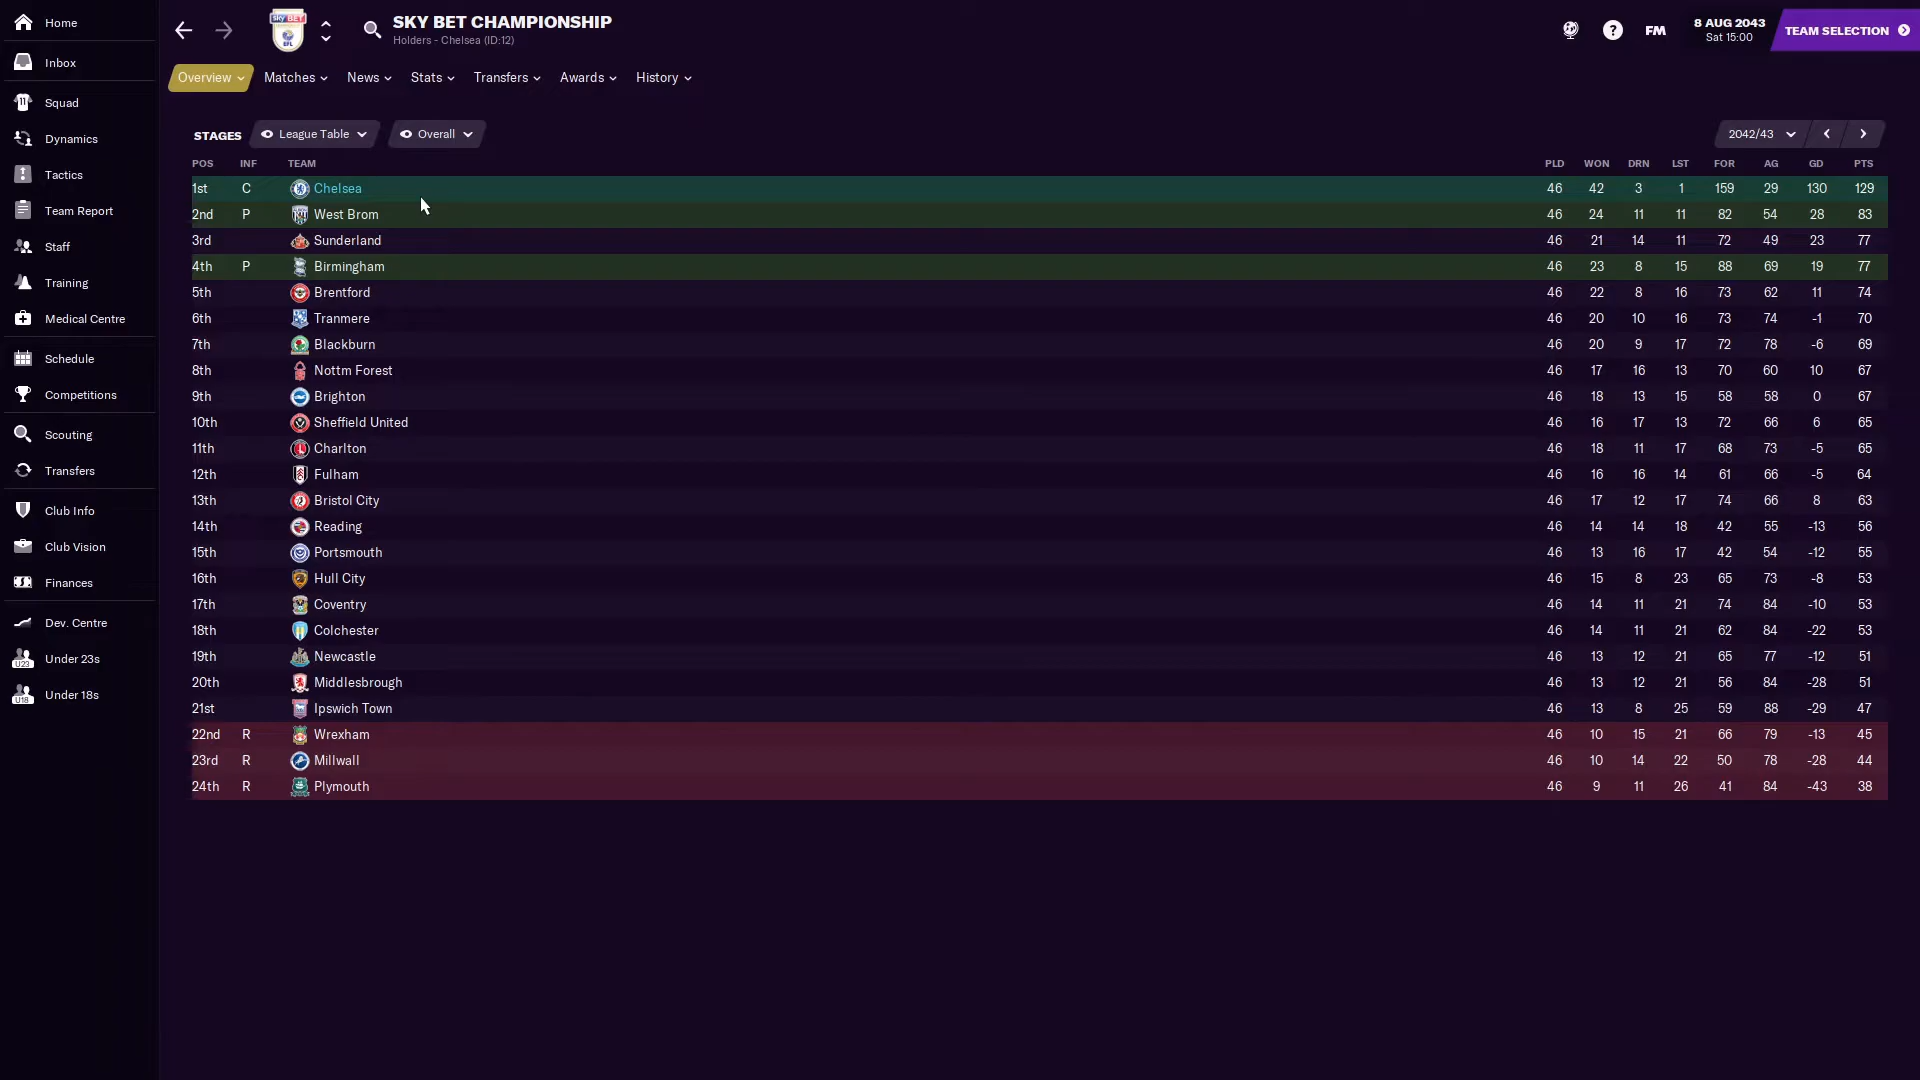 Home
Inbox
Squad
Dynamics
Tactics
Team Report
Staff
Training
Medical Centre
Schedule
Competitions
Scouting
Transfers
Club Info
Club Vision
Finances
Dev. Centre
U23 Under 23s
U18 Under 18s
sky BET EFL
SKY BET CHAMPIONSHIP
Holders - Chelsea (ID:12)
? FM 8 AUG 2043 TEAM SELECTION
Sat 15:00
Overview Matches News Stats Transfers Awards History
STAGES League Table Overall 2042/43
POS INF TEAM PLD WON DRN LST FOR AG GD PTS
1st C Chelsea 46 42 3 1 159 29 130 129
2nd P West Brom 46 24 11 11 82 54 28 83
3rd Sunderland 46 21 14 11 72 49 23 77
4th P Birmingham 46 23 8 15 88 69 19 77
5th Brentford 46 22 8 16 73 62 11 74
6th Tranmere 46 20 10 16 73 74 -1 70
7th Blackburn 46 20 9 17 72 78 -6 69
8th Nottm Forest 46 17 16 13 70 60 10 67
9th Brighton 46 18 13 15 58 58 0 67
10th Sheffield United 46 16 17 13 72 66 6 65
11th Charlton 46 18 11 17 68 73 -5 65
12th Fulham 46 16 16 14 61 66 -5 64
13th Bristol City 46 17 12 17 74 66 8 63
14th Reading 46 14 14 18 42 55 -13 56
15th Portsmouth 46 13 16 17 42 54 -12 55
16th Hull City 46 15 8 23 65 73 -8 53
17th Coventry 46 14 11 21 74 84 -10 53
18th Colchester 46 14 11 21 62 84 -22 53
19th Newcastle 46 13 12 21 65 77 -12 51
20th Middlesbrough 46 13 12 21 56 84 -28 51
21st Ipswich Town 46 13 8 25 59 88 -29 47
22nd R Wrexham 46 10 15 21 66 79 -13 45
23rd R Millwall 46 10 14 22 50 78 -28 44
24th R Plymouth 46 9 11 26 41 84 -43 38